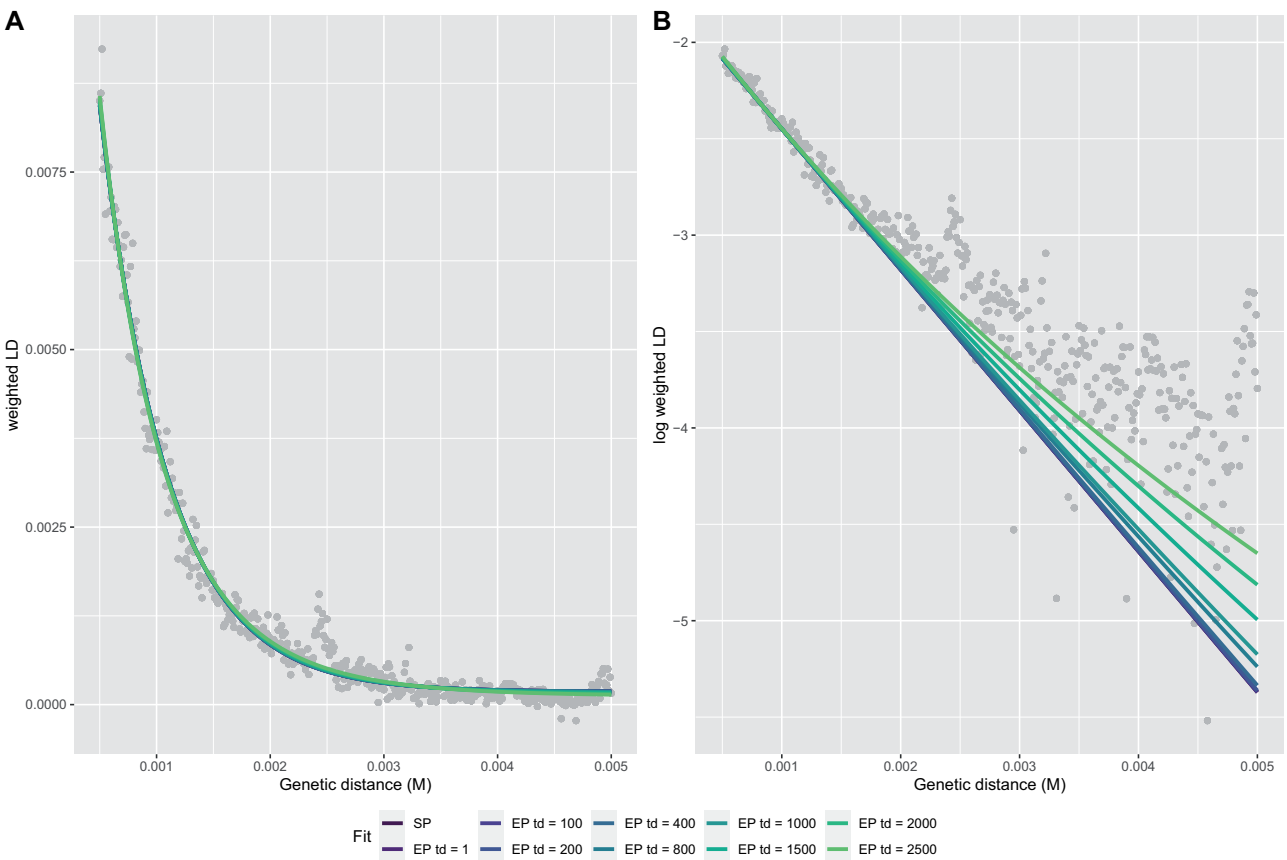 A
B
weighted LD
0.0075
0.0050
0.0025
0.0000
0.001 0.002 0.003 0.004 0.005
Genetic distance (M)
log weighted LD
−2
−3
−4
−5
0.001 0.002 0.003 0.004 0.005
Genetic distance (M)
Fit
SP EP td = 100 EP td = 400 EP td = 1000 EP td = 2000
EP td = 1 EP td = 200 EP td = 800 EP td = 1500 EP td = 2500